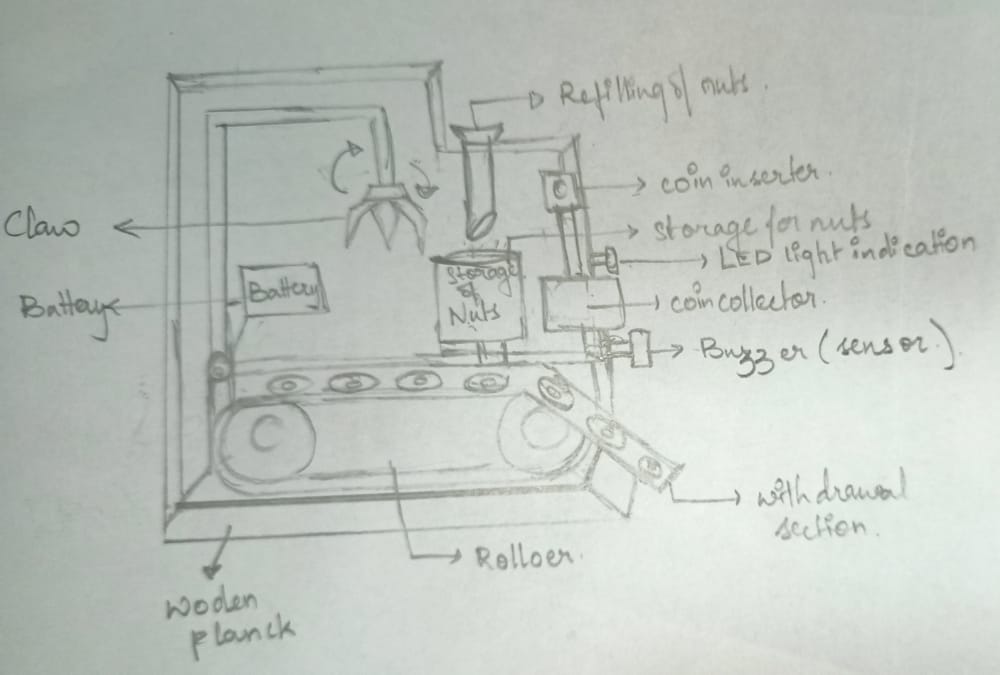 Refilling of nuts.
coin inserter.
storage for nuts
LED light indication
Claw
Storage
of
Nuts
Battery
Battery
coin collector.
Buzzer (sensor).
withdrawal
section.
Rolloer.
Woden
planck